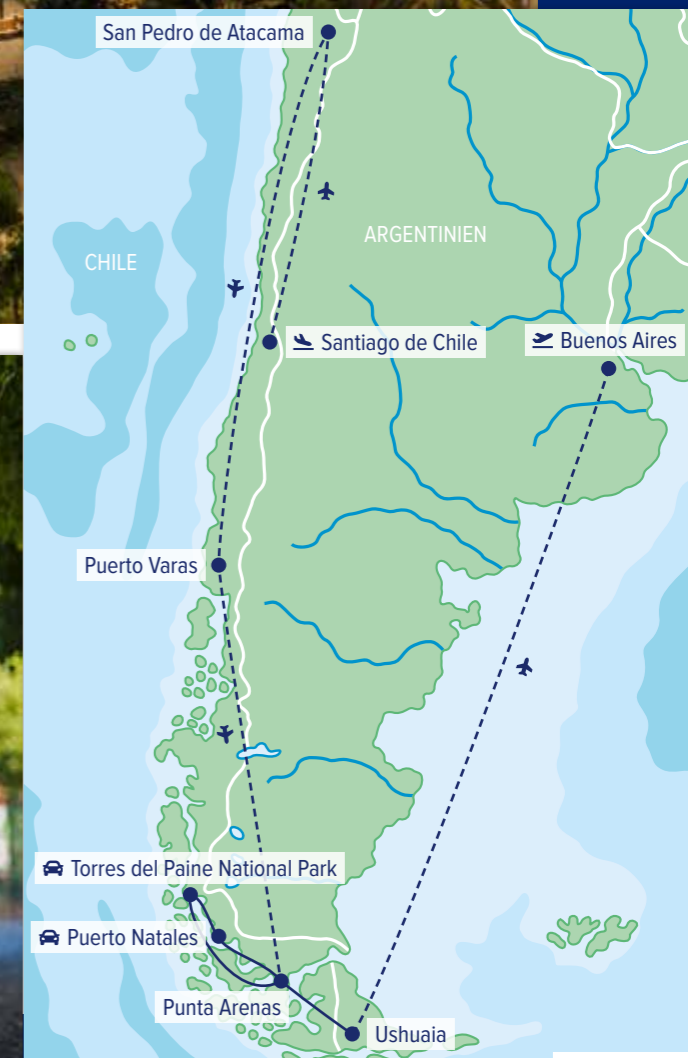 San Pedro de Atacama
ARGENTINIEN
CHILE
Santiago de Chile
Buenos Aires
Puerto Varas
Torres del Paine National Park
Puerto Natales
Punta Arenas
Ushuaia